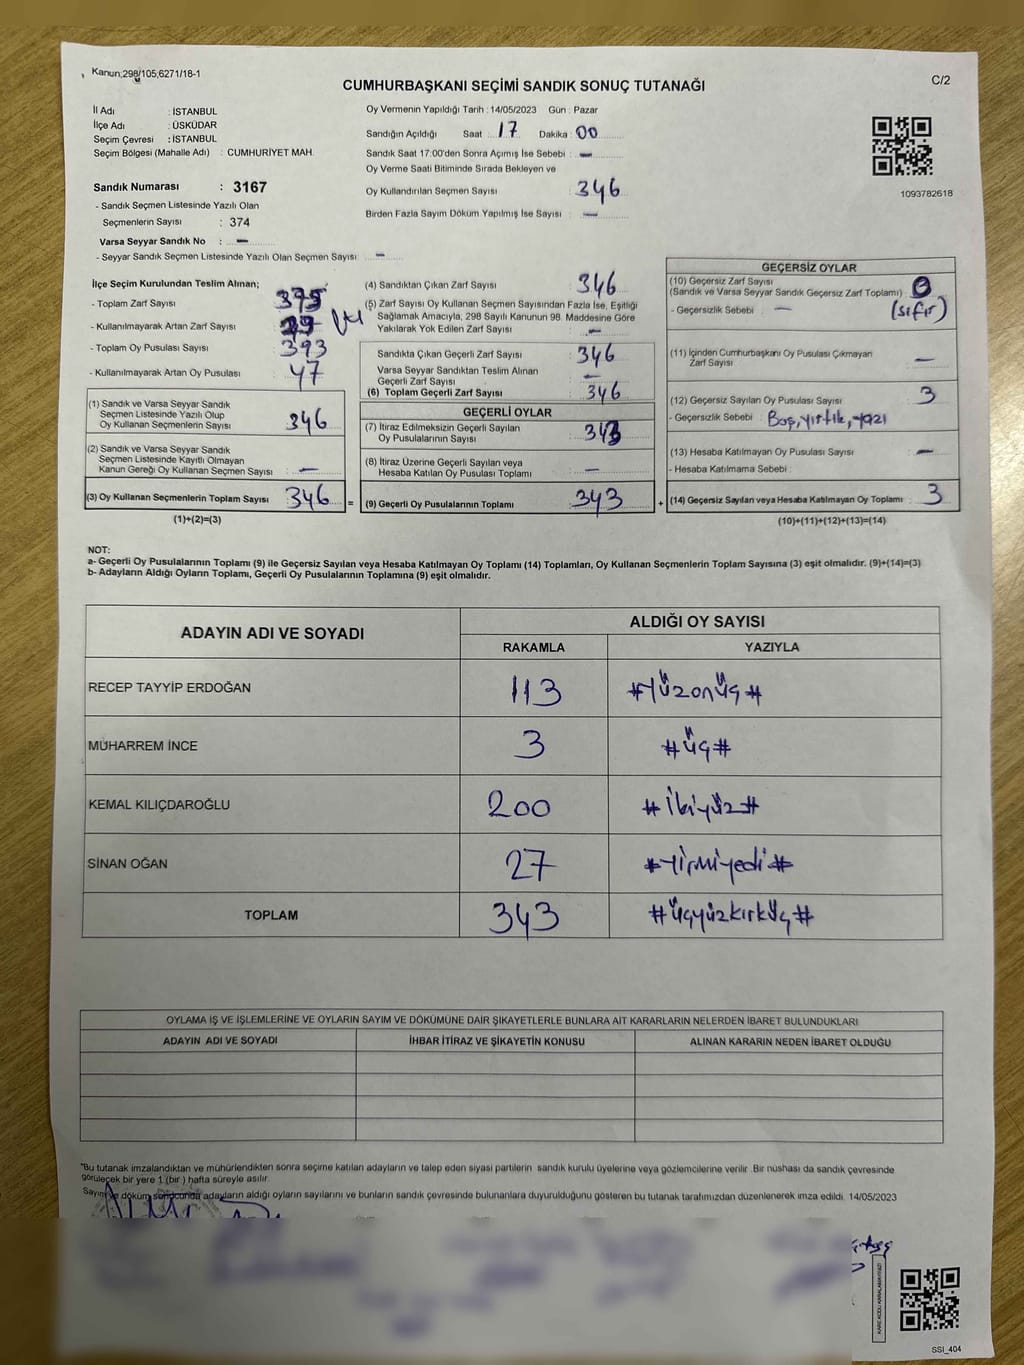 Kanun;298/105;6271/18-1
C/2
CUMHURBAŞKANI SEÇİMİ SANDIK SONUÇ TUTANAĞI
İl Adı : İSTANBUL
İlçe Adı : ÜSKÜDAR
Seçim Çevresi : İSTANBUL
Seçim Bölgesi (Mahalle Adı) : CUMHURİYET MAH.
Sandık Numarası : 3167
- Sandık Seçmen Listesinde Yazılı Olan
Seçmenlerin Sayısı : 374
Varsa Seyyar Sandık No : —
- Seyyar Sandık Seçmen Listesinde Yazılı Olan Seçmen Sayısı: —
Oy Vermenin Yapıldığı Tarih : 14/05/2023 Gün : Pazar
Sandığın Açıldığı Saat : 17 Dakika : 00
Sandık Saat 17:00'den Sonra Açımış İse Sebebi : —
Oy Verme Saati Bitiminde Sırada Bekleyen ve
Oy Kullandırılan Seçmen Sayısı : 346
Birden Fazla Sayım Döküm Yapılmış İse Sayısı : —
1093782618
İlçe Seçim Kurulundan Teslim Alınan;
- Toplam Zarf Sayısı : 375
- Kullanılmayarak Artan Zarf Sayısı : 29
- Toplam Oy Pusulası Sayısı : 393
- Kullanılmayarak Artan Oy Pusulası : 47
(1) Sandık ve Varsa Seyyar Sandık
Seçmen Listesinde Yazılı Olup
Oy Kullanan Seçmenlerin Sayısı : 346
(2) Sandık ve Varsa Seyyar Sandık
Seçmen Listesinde Kayıtlı Olmayan
Kanun Gereği Oy Kullanan Seçmen Sayısı : —
(3) Oy Kullanan Seçmenlerin Toplam Sayısı : 346 =
(1)+(2)=(3)
(4) Sandıktan Çıkan Zarf Sayısı : 346
(5) Zarf Sayısı Oy Kullanan Seçmen Sayısından Fazla İse, Eşitliği
Sağlamak Amacıyla, 298 Sayılı Kanunun 98. Maddesine Göre
Yakılarak Yok Edilen Zarf Sayısı : —
Sandıkta Çıkan Geçerli Zarf Sayısı : 346
Varsa Seyyar Sandıktan Teslim Alınan
Geçerli Zarf Sayısı : —
(6) Toplam Geçerli Zarf Sayısı : 346
GEÇERLİ OYLAR
(7) İtiraz Edilmeksizin Geçerli Sayılan
Oy Pusulalarının Sayısı : 343
(8) İtiraz Üzerine Geçerli Sayılan veya
Hesaba Katılan Oy Pusulası Toplamı : —
(9) Geçerli Oy Pusulalarının Toplamı : 343 +
GEÇERSİZ OYLAR
(10) Geçersiz Zarf Sayısı
(Sandık ve Varsa Seyyar Sandık Geçersiz Zarf Toplamı) : 0
- Geçersizlik Sebebi : — (sıfır)
(11) İçinden Cumhurbaşkanı Oy Pusulası Çıkmayan
Zarf Sayısı : —
(12) Geçersiz Sayılan Oy Pusulası Sayısı : 3
- Geçersizlik Sebebi : Boş, yırtık, yazı
(13) Hesaba Katılmayan Oy Sayısı : —
- Hesaba Katılmama Sebebi :
(14) Geçersiz Sayılan veya Hesaba Katılmayan Oy Toplamı : 3
(10)+(11)+(12)+(13)=(14)
NOT:
a- Geçerli Oy Pusulalarının Toplamı (9) ile Geçersiz Sayılan veya Hesaba Katılmayan Oy Toplamı (14) Toplamları, Oy Kullanan Seçmenlerin Toplam Sayısına (3) eşit olmalıdır. (9)+(14)=(3)
b- Adayların Aldığı Oyların Toplamı, Geçerli Oy Pusulalarının Toplamına (9) eşit olmalıdır.
ADAYIN ADI VE SOYADI ALDIĞI OY SAYISI
RAKAMLA YAZIYLA
RECEP TAYYİP ERDOĞAN 113 #Yüzonüç#
MUHARREM İNCE 3 #üç#
KEMAL KILIÇDAROĞLU 200 #ikiyüz#
SİNAN OĞAN 27 #yirmiyedi#
TOPLAM 343 #üçyüzkırküç#
OYLAMA İŞ VE İŞLEMLERİNE VE OYLARIN SAYIM VE DÖKÜMÜNE DAİR ŞİKAYETLERLE BUNLARA AİT KARARLARIN NELERDEN İBARET BULUNDUKLARI
ADAYIN ADI VE SOYADI İHBAR İTİRAZ VE ŞİKAYETİN KONUSU ALINAN KARARIN NEDEN İBARET OLDUĞU
"Bu tutanak imzalandıktan ve mühürlendikten sonra seçime katılan adayların ve talep eden siyasi partilerin sandık kurulu üyelerine veya gözlemcilerine verilir. Bir nüshası da sandık çevresinde
görülecek bir yere 1 (bir ) hafta süreyle asılır.
Sayım ve döküm sonucunda adayların aldığı oyların sayılarını ve bunların sandık çevresinde bulunanlara duyurulduğunu gösteren bu tutanak tarafımızdan düzenlenerek imza edildi. 14/05/2023
KARE KODU KARALAMAYINIZ!
SSI_404